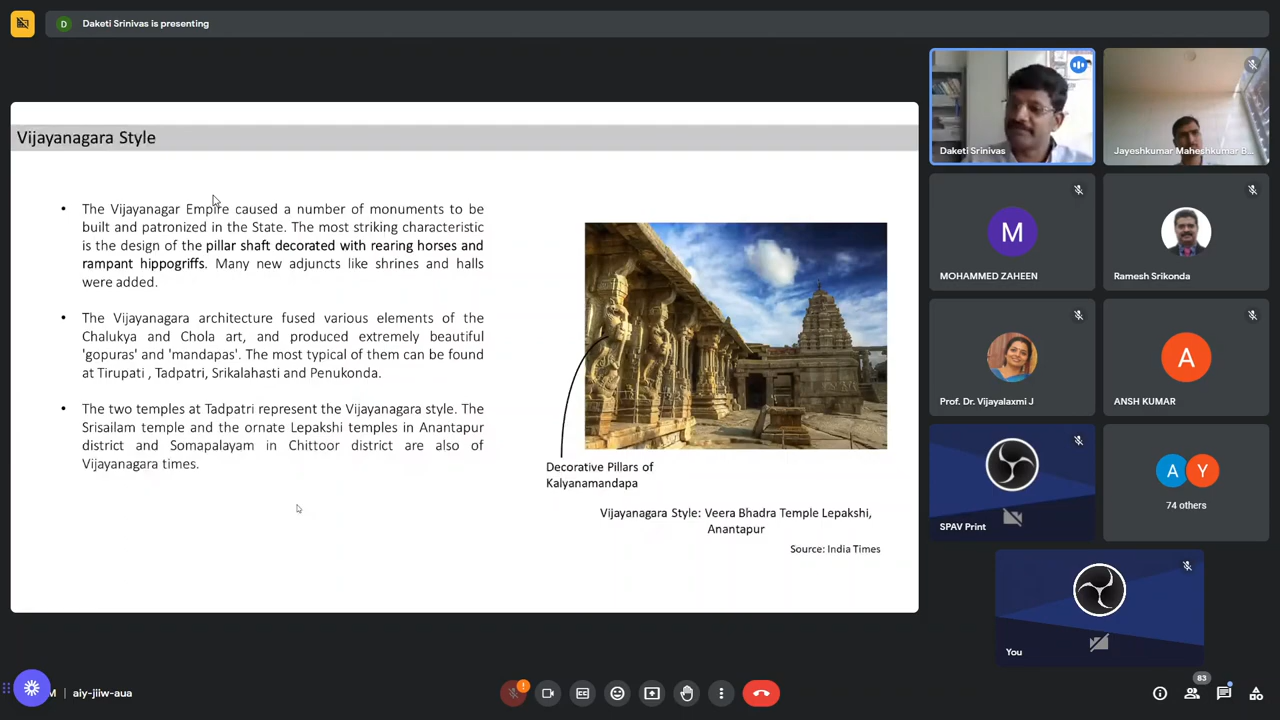 D
Daketi Srinivas is presenting
Vijayanagara Style
• The Vijayanagar Empire caused a number of monuments to be
built and patronized in the State. The most striking characteristic
is the design of the pillar shaft decorated with rearing horses and
rampant hippogriffs. Many new adjuncts like shrines and halls
were added.
• The Vijayanagara architecture fused various elements of the
Chalukya and Chola art, and produced extremely beautiful
'gopuras' and 'mandapas'. The most typical of them can be found
at Tirupati , Tadpatri, Srikalahasti and Penukonda.
• The two temples at Tadpatri represent the Vijayanagara style. The
Srisailam temple and the ornate Lepakshi temples in Anantapur
district and Somapalayam in Chittoor district are also of
Vijayanagara times.
Decorative Pillars of
Kalyanamandapa
Vijayanagara Style: Veera Bhadra Temple Lepakshi,
Anantapur
Source: India Times
Daketi Srinivas
Jayeshkumar Maheshkumar B...
M
MOHAMMED ZAHEEN
Ramesh Srikonda
Prof. Dr. Vijayalaxmi J
A
ANSH KUMAR
SPAV Print
A Y
74 others
You
M | aiy-jiiw-aua
83